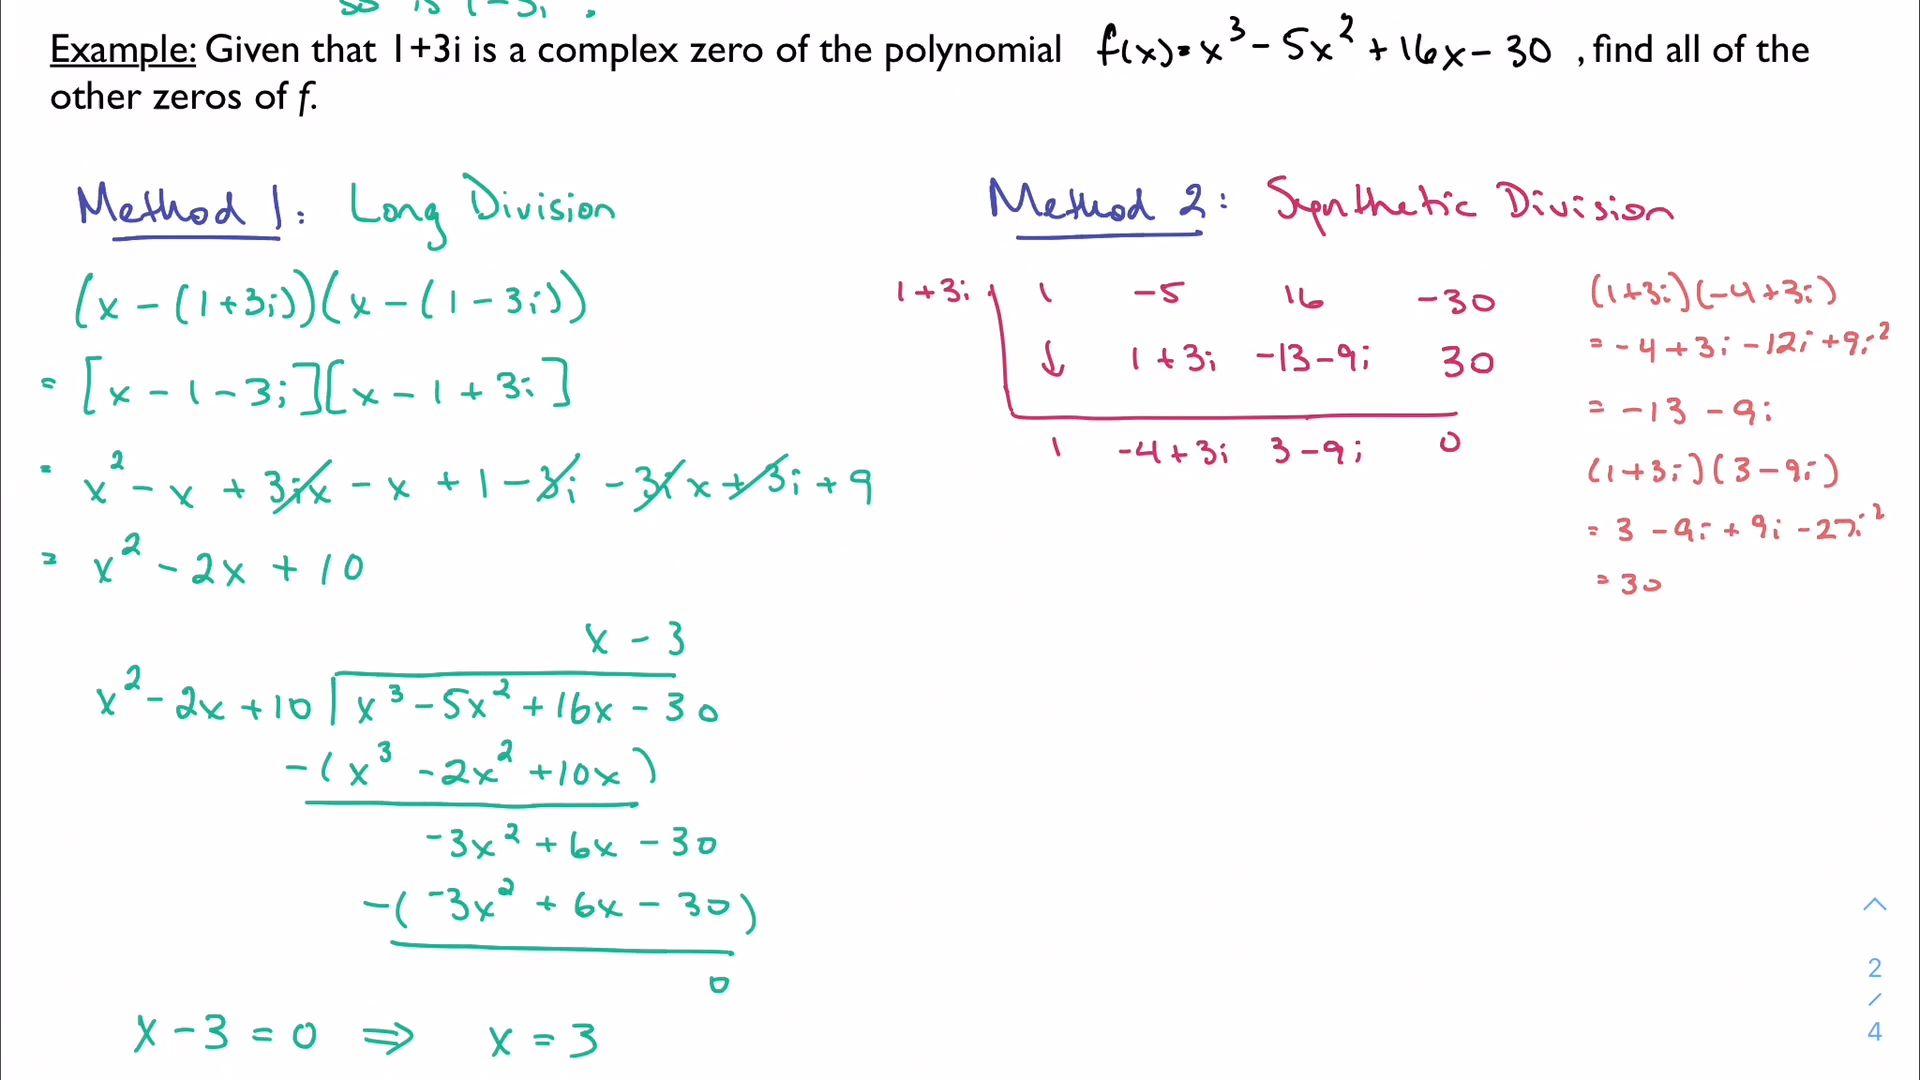 so is 1-3i .
Example: Given that 1+3i is a complex zero of the polynomial f(x)=x³-5x²+16x-30 , find all of the
other zeros of f.
Method 1: Long Division
(x-(1+3i))(x-(1-3i))
= [x-1-3i][x-1+3i]
= x²-x+3ix-x+1-3i-3ix+3i+9
= x²-2x+10
x-3
x²-2x+10 x³-5x²+16x-30
-(x³-2x²+10x)
-3x²+6x-30
-(-3x²+6x-30)
0
x-3=0 ⇒ x=3
Method 2: Synthetic Division
1+3i 1 -5 16 -30
↓ 1+3i -13-9i 30
1 -4+3i 3-9i 0
(1+3i)(-4+3i)
= -4+3i-12i+9i²
= -13-9i
(1+3i)(3-9i)
= 3-9i+9i-27i²
= 30
2
/
4